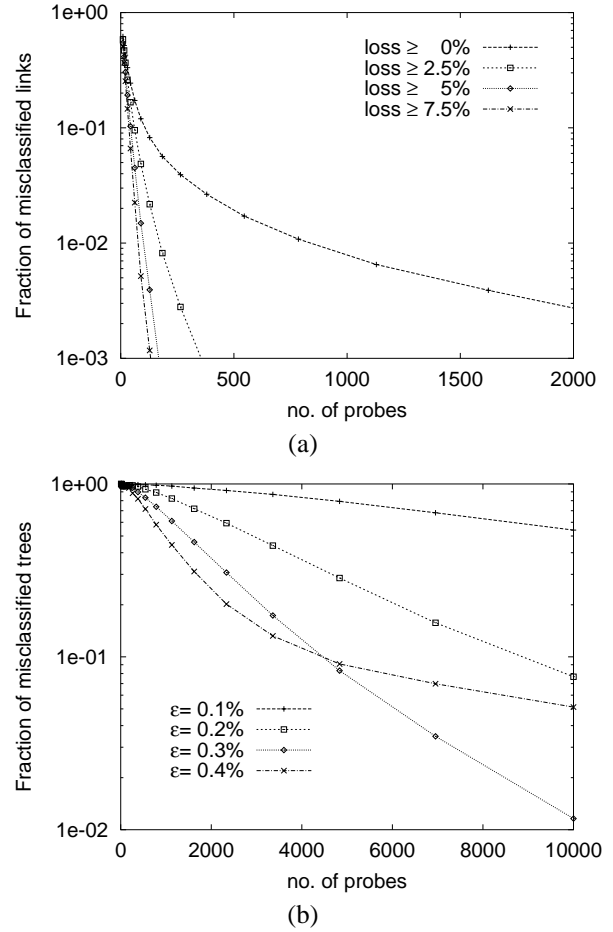 1e+00
1e-01
1e-02
1e-03
Fraction of misclassified links
loss ≥ 0%
loss ≥ 2.5%
loss ≥ 5%
loss ≥ 7.5%
0 500 1000 1500 2000
no. of probes
(a)
1e+00
1e-01
1e-02
Fraction of misclassified trees
ε= 0.1%
ε= 0.2%
ε= 0.3%
ε= 0.4%
0 2000 4000 6000 8000 10000
no. of probes
(b)